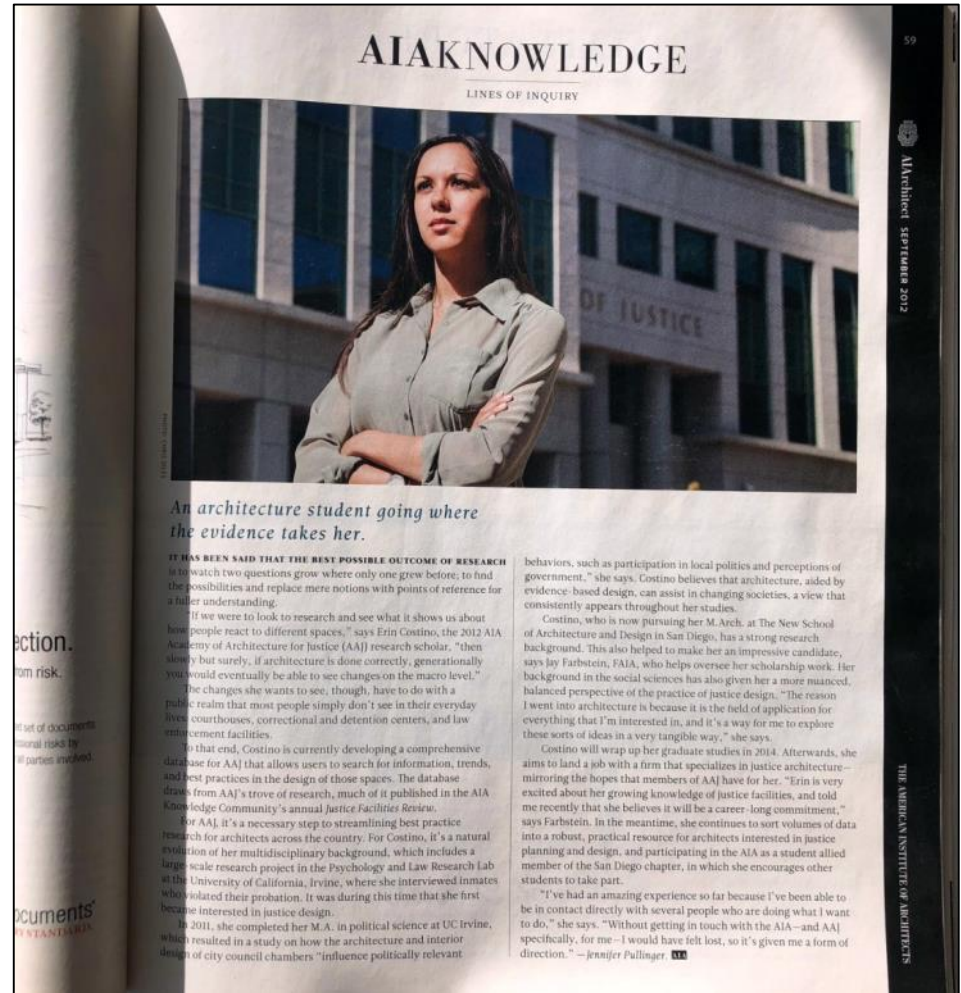 AIAKNOWLEDGE
LINES OF INQUIRY
59
AIArchitect SEPTEMBER 2012
OF JUSTICE
An architecture student going where
the evidence takes her.
IT HAS BEEN SAID THAT THE BEST POSSIBLE OUTCOME OF RESEARCH
is to watch two questions grow where only one grew before; to find
the possibilities and replace mere notions with points of reference for
a fuller understanding.
"If we were to look to research and see what it shows us about
how people react to different spaces," says Erin Costino, the 2012 AIA
Academy of Architecture for Justice (AAJ) research scholar, "then
slowly but surely, if architecture is done correctly, generationally
you would eventually be able to see changes on the macro level."
The changes she wants to see, though, have to do with a
public realm that most people simply don't see in their everyday
lives: courthouses, correctional and detention centers, and law
enforcement facilities.
To that end, Costino is currently developing a comprehensive
database for AAJ that allows users to search for information, trends,
and best practices in the design of those spaces. The database
draws from AAJ's trove of research, much of it published in the AIA
Knowledge Community's annual Justice Facilities Review.
For AAJ, it's a necessary step to streamlining best practice
research for architects across the country. For Costino, it's a natural
evolution of her multidisciplinary background, which includes a
large-scale research project in the Psychology and Law Research Lab
at the University of California, Irvine, where she interviewed inmates
who violated their probation. It was during this time that she first
became interested in justice design.
In 2011, she completed her M.A. in political science at UC Irvine,
which resulted in a study on how the architecture and interior
design of city council chambers "influence politically relevant
behaviors, such as participation in local politics and perceptions of
government," she says. Costino believes that architecture, aided by
evidence-based design, can assist in changing societies, a view that
consistently appears throughout her studies.
Costino, who is now pursuing her M.Arch. at The New School
of Architecture and Design in San Diego, has a strong research
background. This also helped to make her an impressive candidate,
says Jay Farbstein, FAIA, who helps oversee her scholarship work. Her
background in the social sciences has also given her a more nuanced,
balanced perspective of the practice of justice design. "The reason
I went into architecture is because it is the field of application for
everything that I'm interested in, and it's a way for me to explore
these sorts of ideas in a very tangible way," she says.
Costino will wrap up her graduate studies in 2014. Afterwards, she
aims to land a job with a firm that specializes in justice architecture—
mirroring the hopes that members of AAJ have for her. "Erin is very
excited about her growing knowledge of justice facilities, and told
me recently that she believes it will be a career-long commitment,"
says Farbstein. In the meantime, she continues to sort volumes of data
into a robust, practical resource for architects interested in justice
planning and design, and participating in the AIA as a student allied
member of the San Diego chapter, in which she encourages other
students to take part.
"I've had an amazing experience so far because I've been able to
be in contact directly with several people who are doing what I want
to do," she says. "Without getting in touch with the AIA—and AAJ
specifically, for me—I would have felt lost, so it's given me a form of
direction." —Jennifer Pullinger. AIA
THE AMERICAN INSTITUTE OF ARCHITECTS
ection.
om risk.
set of documents
ssional risks by
all parties involved.
ocuments
Y STANDARD